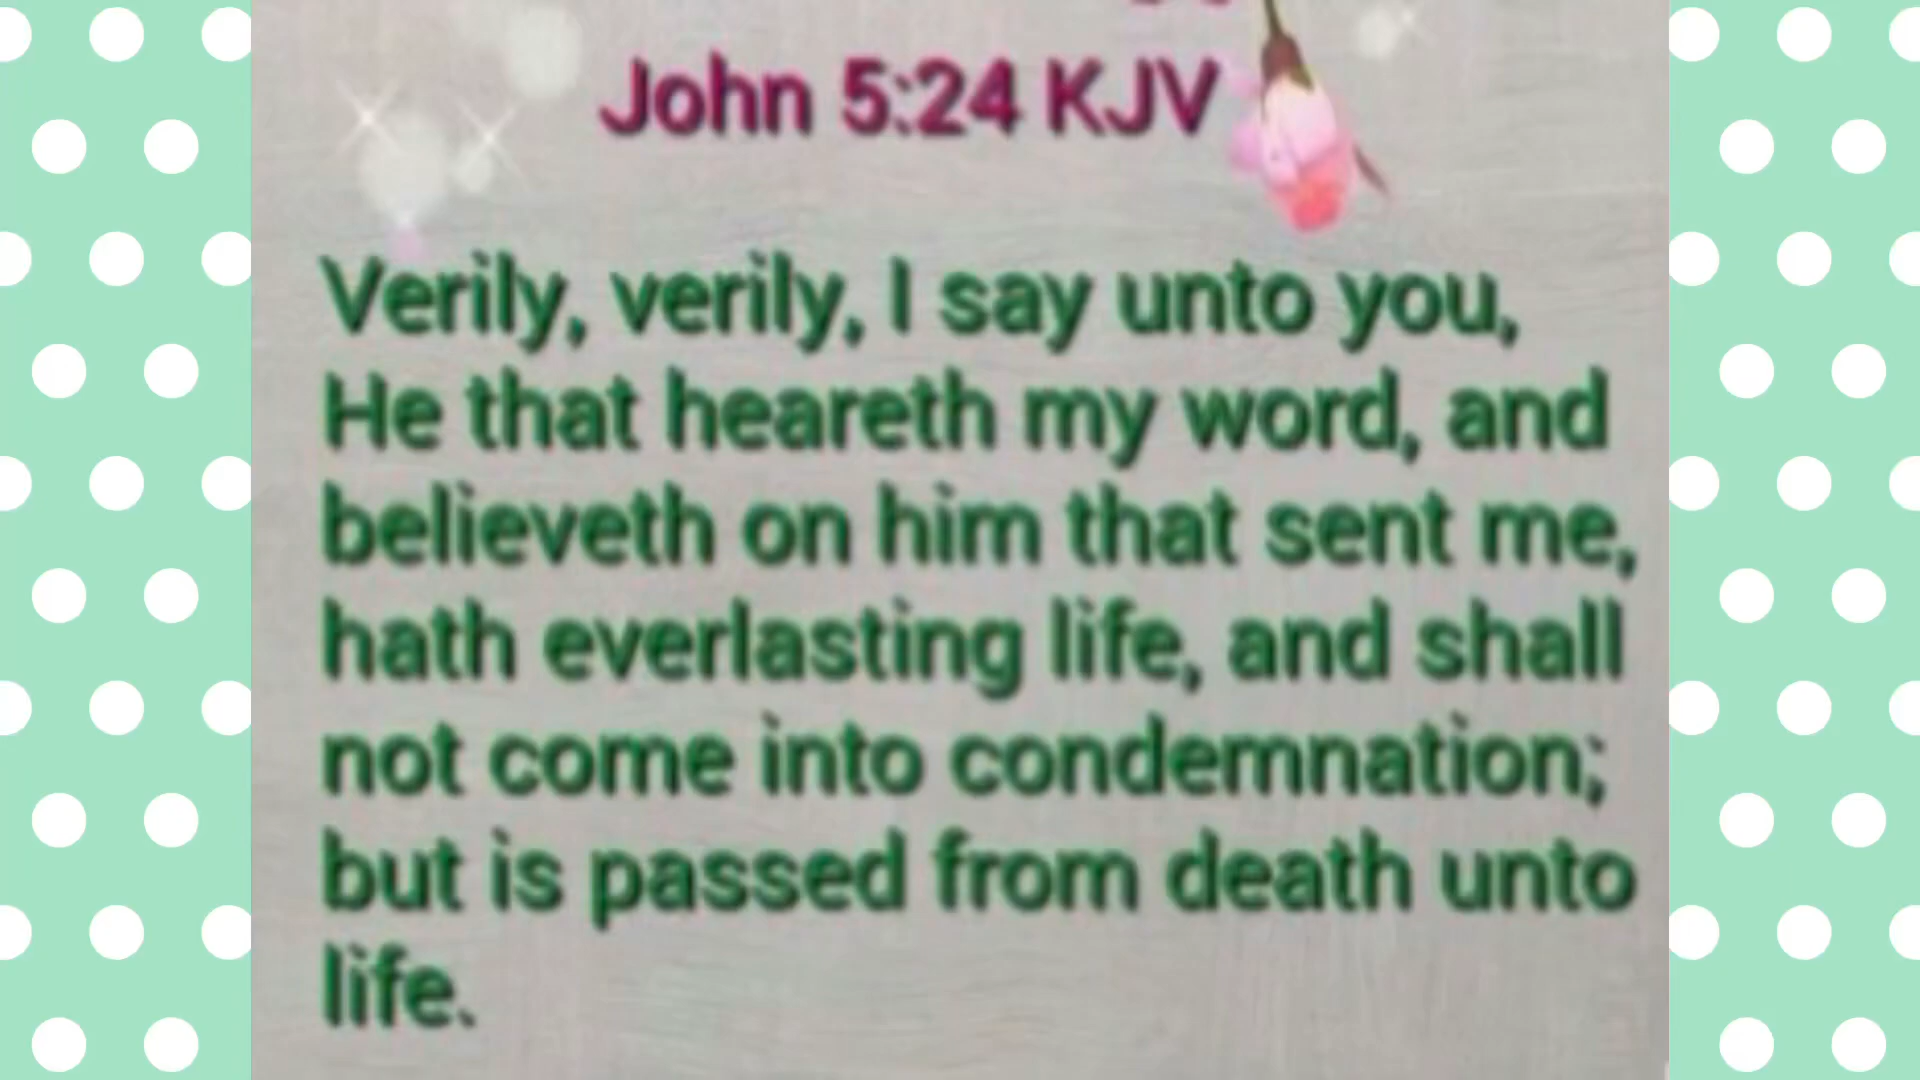 John 5:24 KJV
Verily, verily, I say unto you,
He that heareth my word, and
believeth on him that sent me,
hath everlasting life, and shall
not come into condemnation;
but is passed from death unto
life.